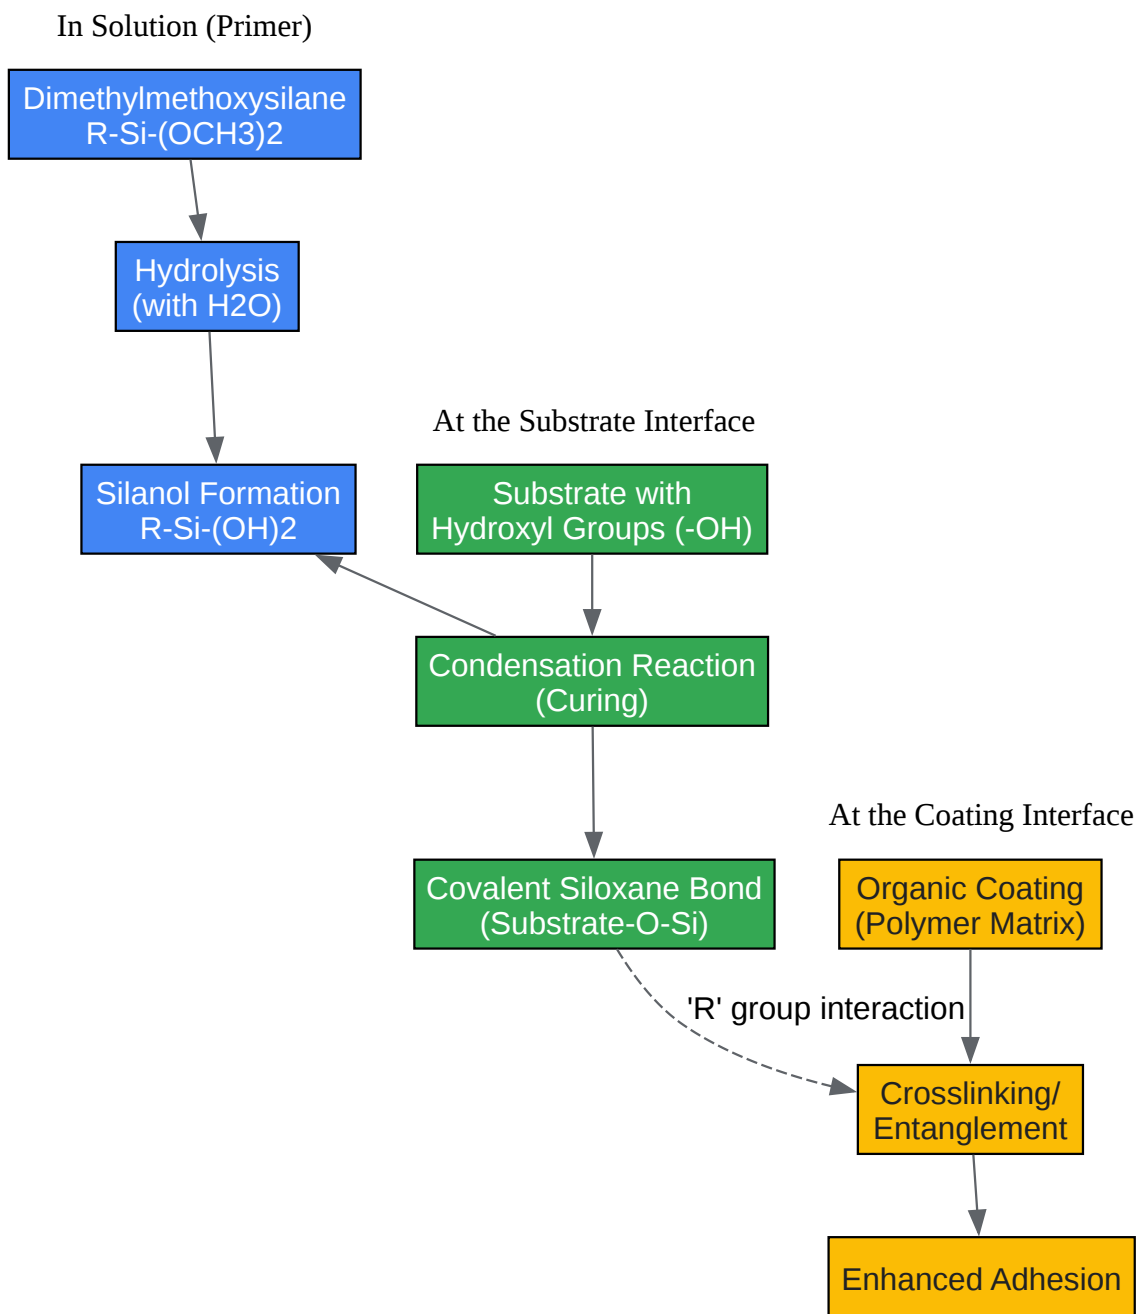 In Solution (Primer)
Dimethylmethoxysilane
R-Si-(OCH3)2
Hydrolysis
(with H2O)
Silanol Formation
R-Si-(OH)2
At the Substrate Interface
Substrate with
Hydroxyl Groups (-OH)
Condensation Reaction
(Curing)
Covalent Siloxane Bond
(Substrate-O-Si)
At the Coating Interface
Organic Coating
(Polymer Matrix)
'R' group interaction
Crosslinking/
Entanglement
Enhanced Adhesion